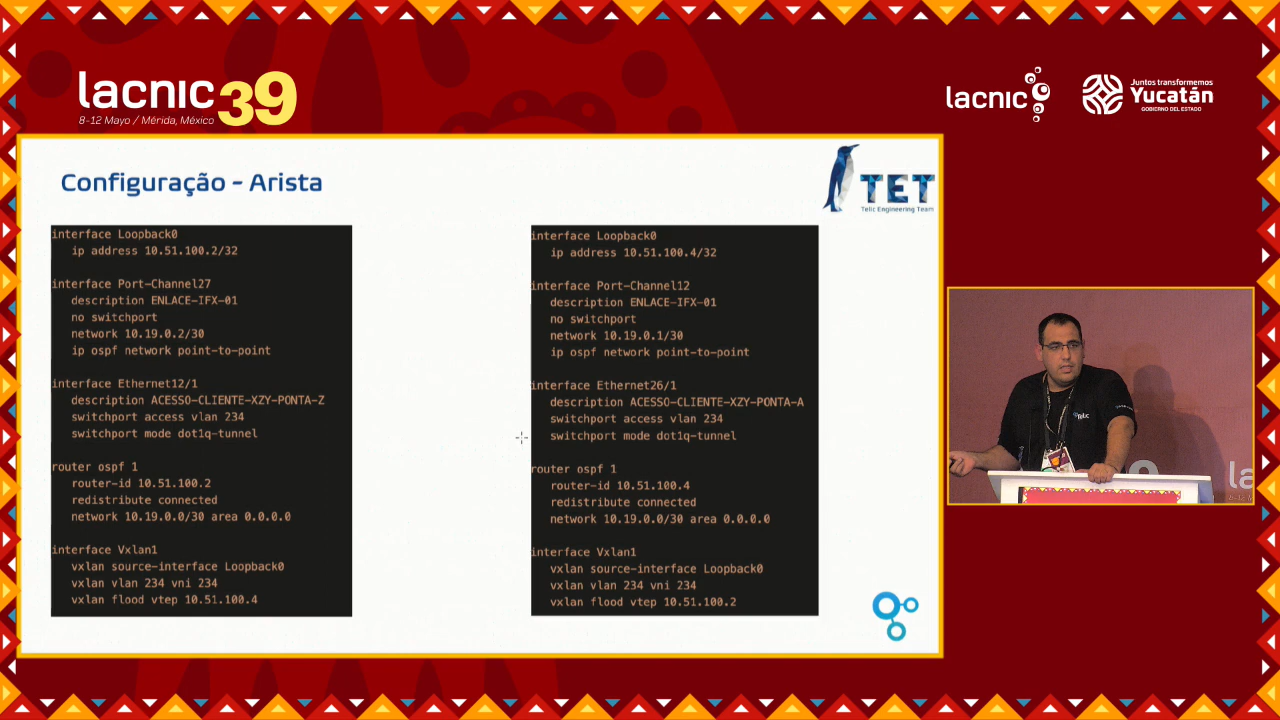 lacnic 39
8-12 Mayo / Mérida, México
lacnic
Juntos transformemos
Yucatán
GOBIERNO DEL ESTADO
Configuração - Arista
TET
Telic Engineering Team
interface Loopback0
ip address 10.51.100.2/32
interface Port-Channel27
description ENLACE-IFX-01
no switchport
network 10.19.0.2/30
ip ospf network point-to-point
interface Ethernet12/1
description ACESSO-CLIENTE-XZY-PONTA-Z
switchport access vlan 234
switchport mode dot1q-tunnel
router ospf 1
router-id 10.51.100.2
redistribute connected
network 10.19.0.0/30 area 0.0.0.0
interface Vxlan1
vxlan source-interface Loopback0
vxlan vlan 234 vni 234
vxlan flood vtep 10.51.100.4
interface Loopback0
ip address 10.51.100.4/32
interface Port-Channel12
description ENLACE-IFX-01
no switchport
network 10.19.0.1/30
ip ospf network point-to-point
interface Ethernet26/1
description ACESSO-CLIENTE-XZY-PONTA-A
switchport access vlan 234
switchport mode dot1q-tunnel
router ospf 1
router-id 10.51.100.4
redistribute connected
network 10.19.0.0/30 area 0.0.0.0
interface Vxlan1
vxlan source-interface Loopback0
vxlan vlan 234 vni 234
vxlan flood vtep 10.51.100.2
Telic